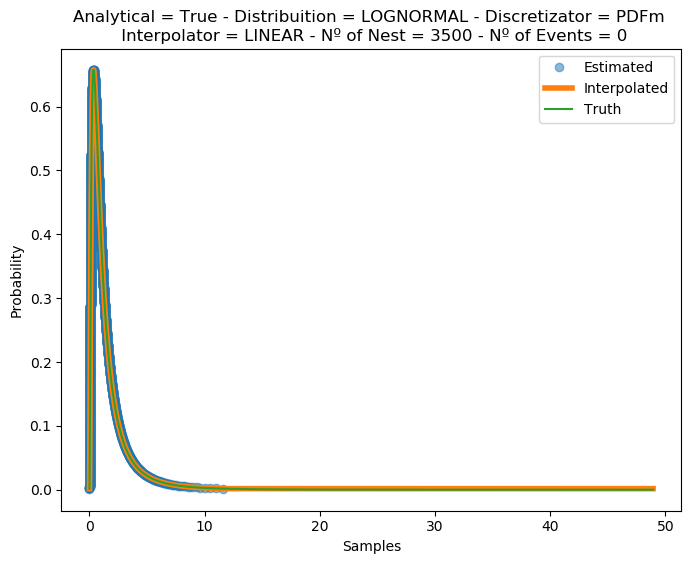 Analytical = True - Distribuition = LOGNORMAL - Discretizator = PDFm
Interpolator = LINEAR - Nº of Nest = 3500 - Nº of Events = 0
Estimated
Interpolated
Truth
Probability
0.6
0.5
0.4
0.3
0.2
0.1
0.0
0 10 20 30 40 50
Samples